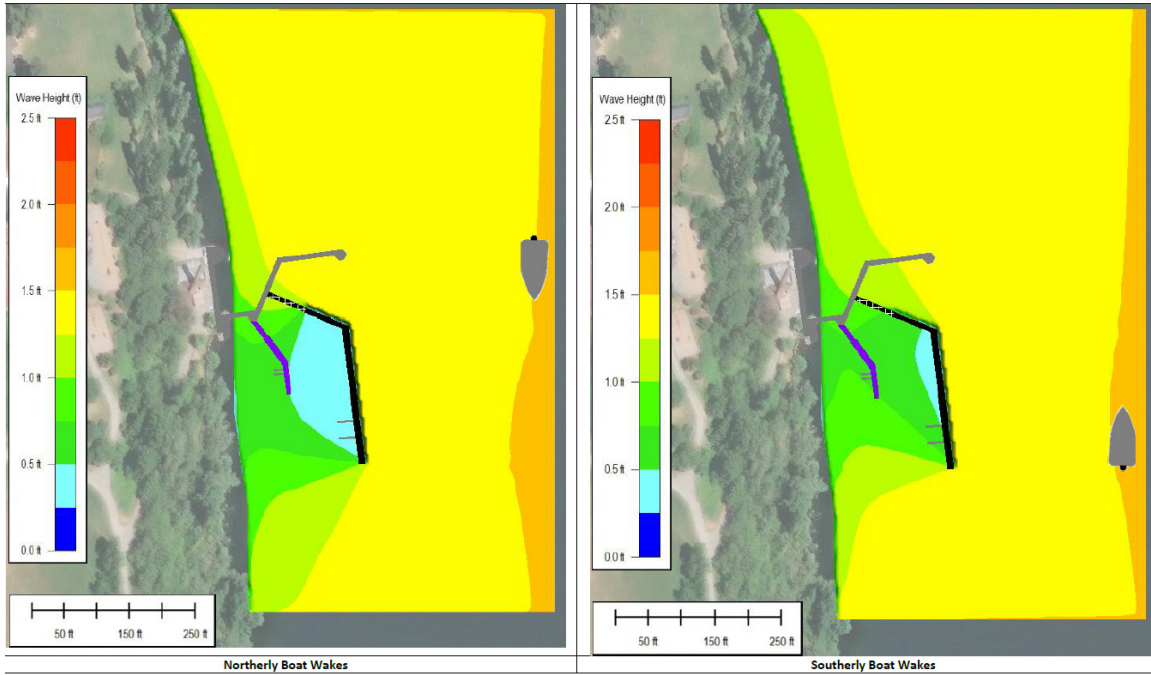 Wave Height (ft)
2.5 ft
2.0 ft
1.5 ft
1.0 ft
0.5 ft
0.0 ft
50 ft 150 ft 250 ft
Northerly Boat Wakes
Wave Height (ft)
2.5 ft
2.0 ft
1.5 ft
1.0 ft
0.5 ft
0.0 ft
50 ft 150 ft 250 ft
Southerly Boat Wakes